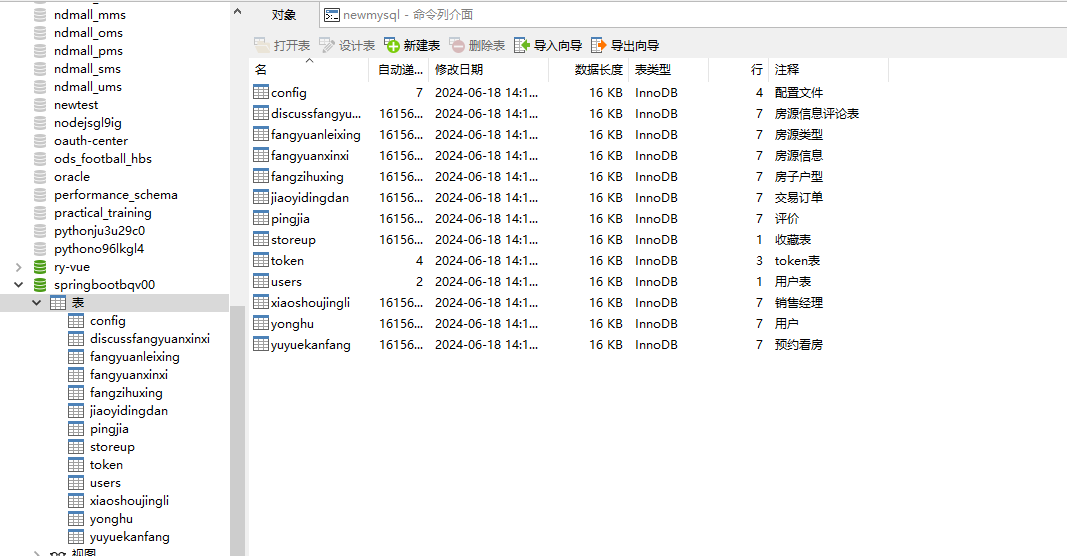 ndmall_mms
ndmall_oms
ndmall_pms
ndmall_sms
ndmall_ums
newtest
nodejsgl9ig
oauth-center
ods_football_hbs
oracle
performance_schema
practical_training
pythonju3u29c0
pythono96lkgl4
ry-vue
springbootbqv00
表
config
discussfangyuanxinxi
fangyuanleixing
fangyuanxinxi
fangzihuxing
jiaoyidingdan
pingjia
storeup
token
users
xiaoshoujingli
yonghu
yuyuekanfang
视图
对象 newmysql - 命令列介面
打开表 设计表 新建表 删除表 导入向导 导出向导
名 自动递... 修改日期 数据长度 表类型 行 注释
config 7 2024-06-18 14:1... 16 KB InnoDB 4 配置文件
discussfangyu... 16156... 2024-06-18 14:1... 16 KB InnoDB 7 房源信息评论表
fangyuanleixing 16156... 2024-06-18 14:1... 16 KB InnoDB 7 房源类型
fangyuanxinxi 16156... 2024-06-18 14:1... 16 KB InnoDB 7 房源信息
fangzihuxing 16156... 2024-06-18 14:1... 16 KB InnoDB 7 房子户型
jiaoyidingdan 16156... 2024-06-18 14:1... 16 KB InnoDB 7 交易订单
pingjia 16156... 2024-06-18 14:1... 16 KB InnoDB 7 评价
storeup 16156... 2024-06-18 14:1... 16 KB InnoDB 1 收藏表
token 4 2024-06-18 14:1... 16 KB InnoDB 3 token表
users 2 2024-06-18 14:1... 16 KB InnoDB 1 用户表
xiaoshoujingli 16156... 2024-06-18 14:1... 16 KB InnoDB 7 销售经理
yonghu 16156... 2024-06-18 14:1... 16 KB InnoDB 7 用户
yuyuekanfang 16156... 2024-06-18 14:1... 16 KB InnoDB 7 预约看房